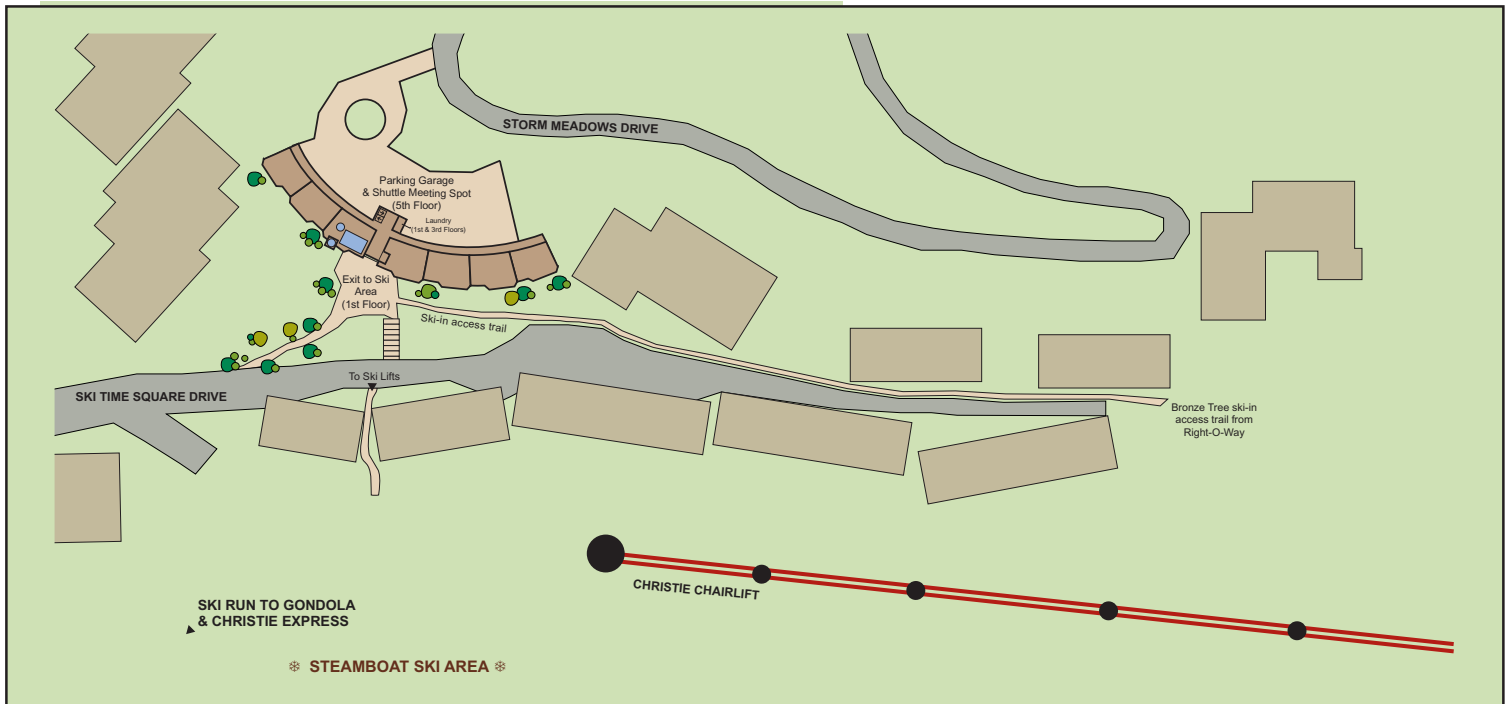 STORM MEADOWS DRIVE
Parking Garage
& Shuttle Meeting Spot
(5th Floor)
Laundry
(1st & 3rd Floors)
Exit to Ski
Area
(1st Floor)
Ski-in access trail
To Ski Lifts
SKI TIME SQUARE DRIVE
Bronze Tree ski-in
access trail from
Right-O-Way
CHRISTIE CHAIRLIFT
SKI RUN TO GONDOLA
& CHRISTIE EXPRESS
❄ STEAMBOAT SKI AREA ❄